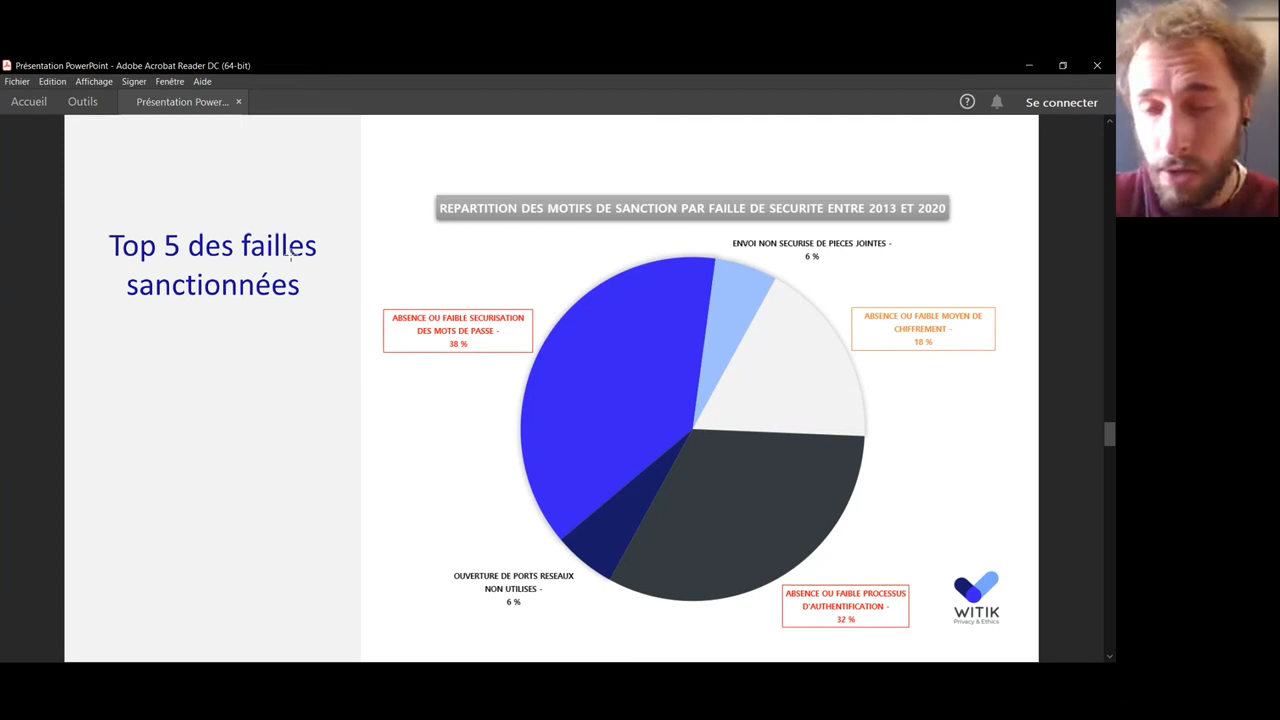 Présentation PowerPoint - Adobe Acrobat Reader DC (64-bit)
Fichier Edition Affichage Signer Fenêtre Aide
Accueil Outils Présentation Power... × ? Se connecter
Top 5 des failles
sanctionnées
REPARTITION DES MOTIFS DE SANCTION PAR FAILLE DE SECURITE ENTRE 2013 ET 2020
ENVOI NON SECURISE DE PIECES JOINTES -
6 %
ABSENCE OU FAIBLE SECURISATION
DES MOTS DE PASSE -
38 %
ABSENCE OU FAIBLE MOYEN DE
CHIFFREMENT -
18 %
OUVERTURE DE PORTS RESEAUX
NON UTILISES -
6 %
ABSENCE OU FAIBLE PROCESSUS
D'AUTHENTIFICATION -
32 %
WITIK
Privacy & Ethics